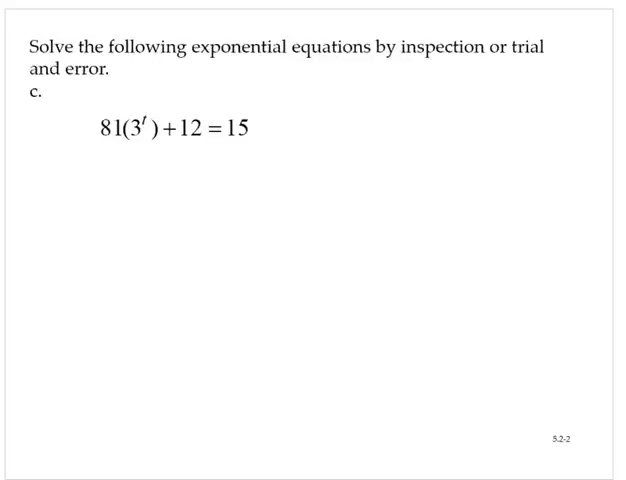 Solve the following exponential equations by inspection or trial
and error.
c.
81(3^t)+12=15
5.2-2